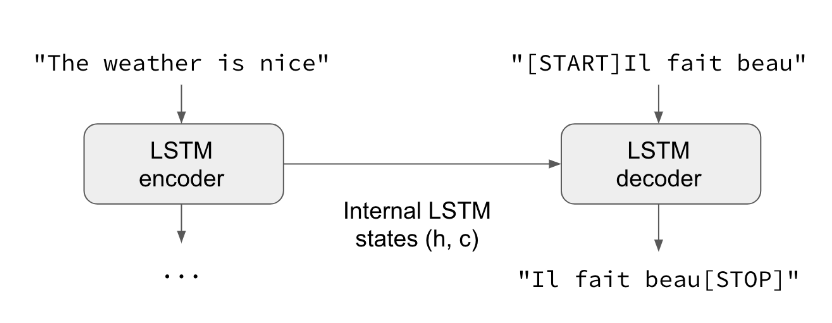 "The weather is nice"
"[START]Il fait beau"
LSTM
encoder
LSTM
decoder
Internal LSTM
states (h, c)
...
"Il fait beau[STOP]"